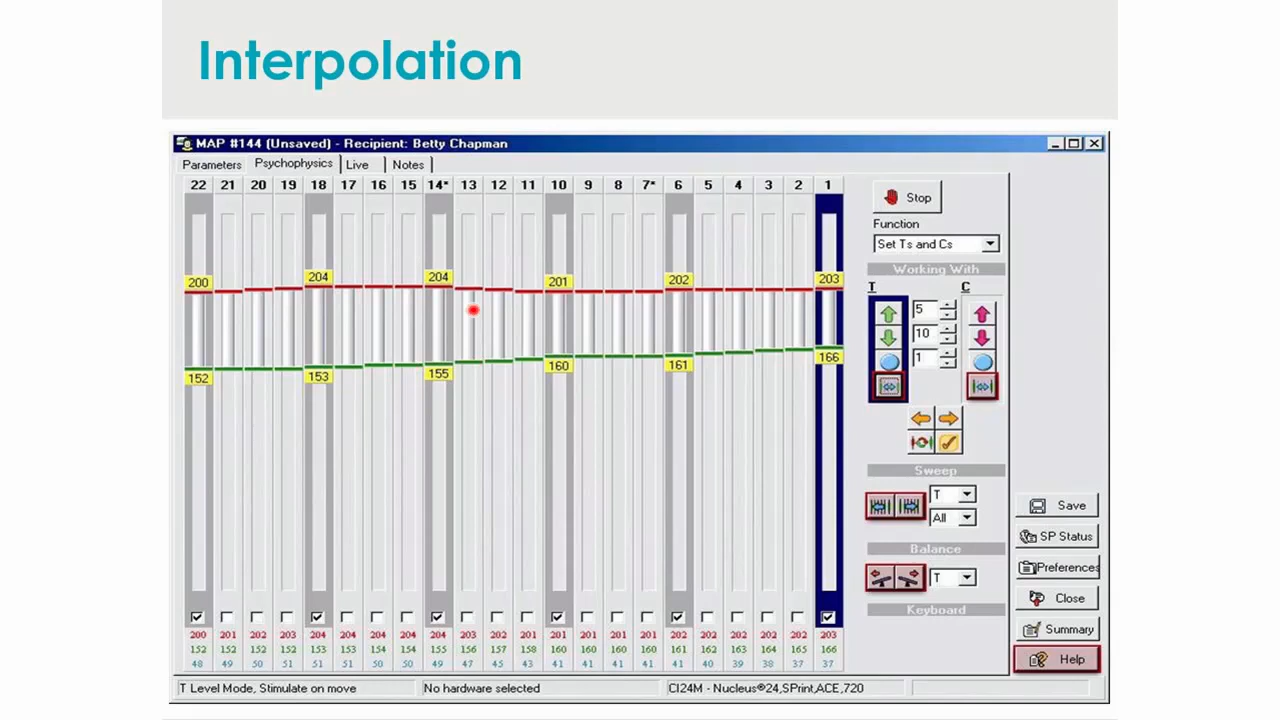 Interpolation
MAP #144 (Unsaved) - Recipient: Betty Chapman
Parameters Psychophysics Live Notes
22 21 20 19 18 17 16 15 14* 13 12 11 10 9 8 7* 6 5 4 3 2 1
Stop
Function
Set Ts and Cs
Working With
T C
200 204 204 201 202 203
152 153 155 160 161 166
5
10
1
Sweep
T
All
Balance
T
Keyboard
Save
SP Status
Preferences
Close
Summary
Help
200 201 202 203 204 204 204 204 204 203 202 201 201 201 201 201 202 202 202 202 202 203
152 152 152 152 153 153 154 154 155 156 157 158 160 160 160 160 161 162 163 164 165 166
48 49 50 51 51 51 50 50 49 47 45 43 41 41 41 41 41 40 39 38 37 37
T Level Mode, Stimulate on move No hardware selected CI24M - Nucleus®24,SPrint,ACE,720